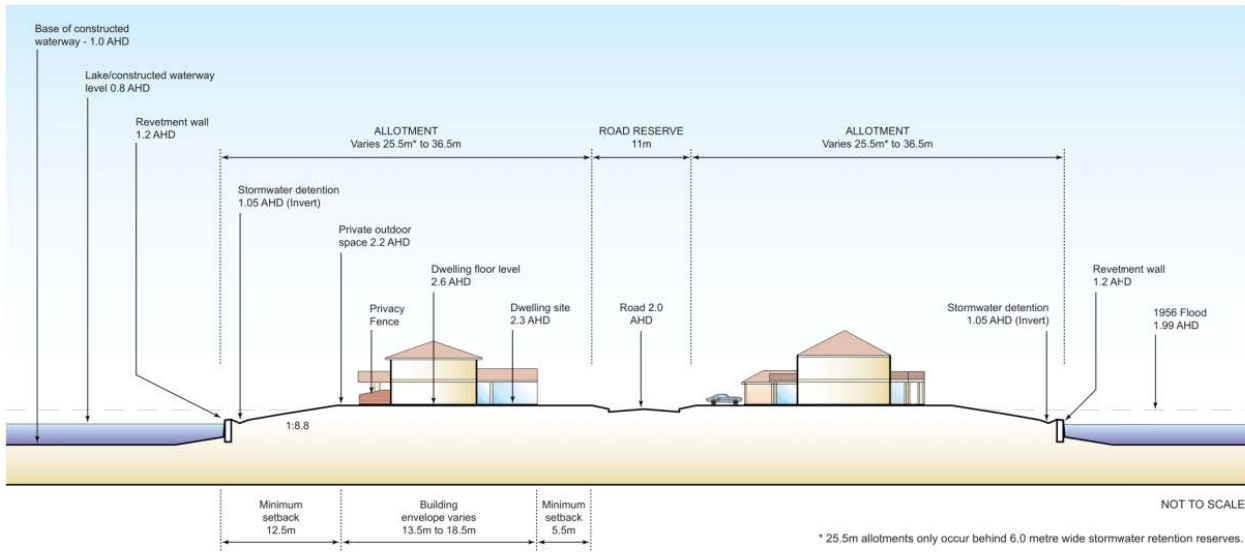 Base of constructed
waterway - 1.0 AHD
Lake/constructed waterway
level 0.8 AHD
Revetment wall
1.2 AHD
ALLOTMENT
Varies 25.5m* to 36.5m
ROAD RESERVE
11m
ALLOTMENT
Varies 25.5m* to 36.5m
Stormwater detention
1.05 AHD (Invert)
Private outdoor
space 2.2 AHD
Dwelling floor level
2.6 AHD
Privacy
Fence
Dwelling site
2.3 AHD
Road 2.0
AHD
Stormwater detention
1.05 AHD (Invert)
Revetment wall
1.2 AHD
1956 Flood
1.99 AHD
1:8.8
Minimum
setback
12.5m
Building
envelope varies
13.5m to 18.5m
Minimum
setback
5.5m
NOT TO SCALE
* 25.5m allotments only occur behind 6.0 metre wide stormwater retention reserves.